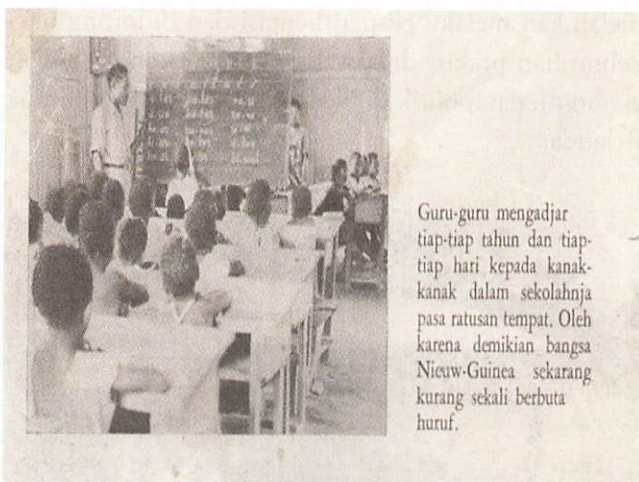 Guru-guru mengadjar
tiap-tiap tahun dan tiap-
tiap hari kepada kanak-
kanak dalam sekolahnja
pasa ratusan tempat. Oleh
karena demikian bangsa
Nieuw-Guinea sekarang
kurang sekali berbuta
huruf.